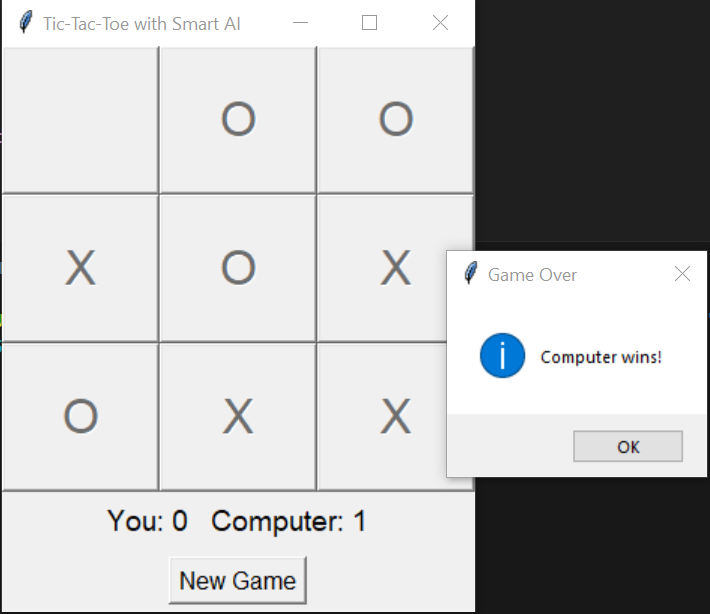 Tic-Tac-Toe with Smart AI
O O
X O X
O X X
You: 0 Computer: 1
New Game
Game Over
Computer wins!
OK